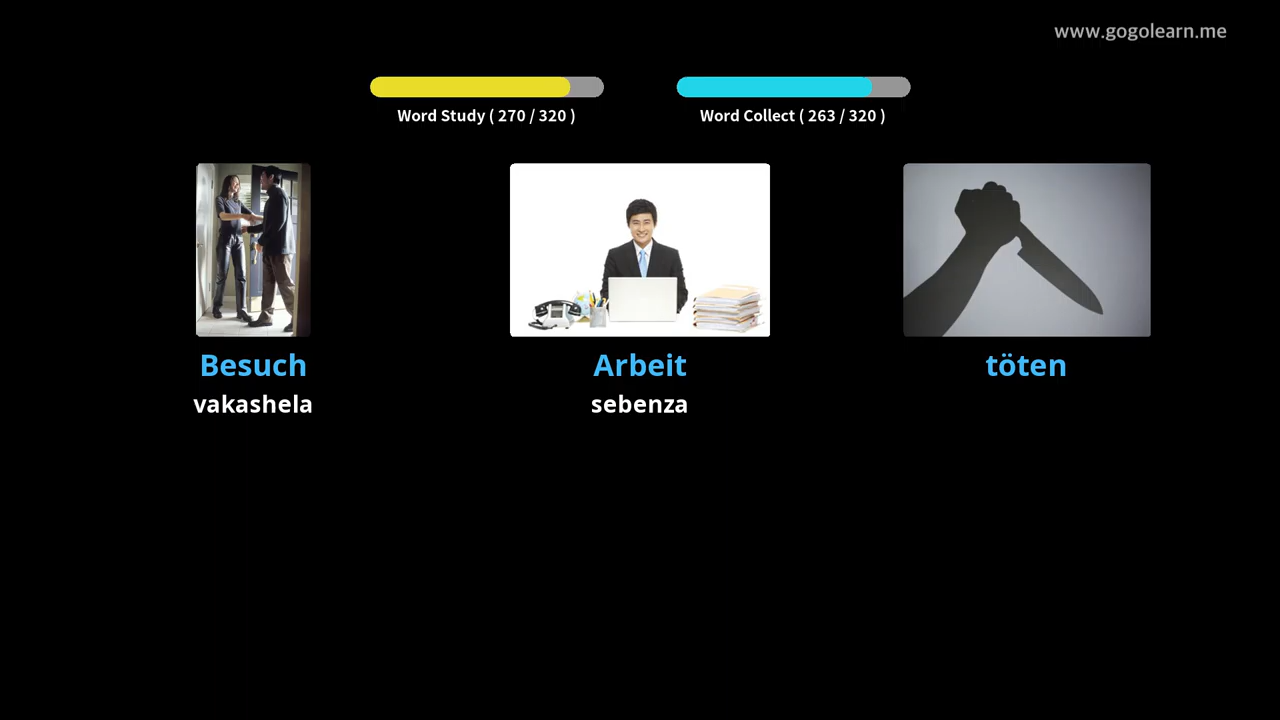 www.gogolearn.me
Word Study ( 270 / 320 )
Word Collect ( 263 / 320 )
Besuch
vakashela
Arbeit
sebenza
töten